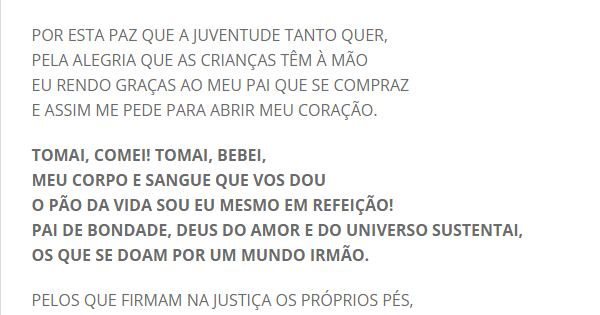 POR ESTA PAZ QUE A JUVENTUDE TANTO QUER,
PELA ALEGRIA QUE AS CRIANÇAS TÊM À MÃO
EU RENDO GRAÇAS AO MEU PAI QUE SE COMPRAZ
E ASSIM ME PEDE PARA ABRIR MEU CORAÇÃO.
TOMAI, COMEI! TOMAI, BEBEI,
MEU CORPO E SANGUE QUE VOS DOU
O PÃO DA VIDA SOU EU MESMO EM REFEIÇÃO!
PAI DE BONDADE, DEUS DO AMOR E DO UNIVERSO SUSTENTAI,
OS QUE SE DOAM POR UM MUNDO IRMÃO.
PELOS QUE FIRMAM NA JUSTIÇA OS PRÓPRIOS PÉS,